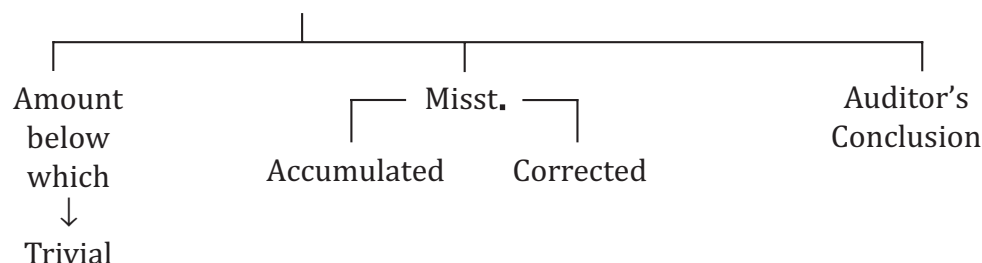 Amount
below
which
↓
Trivial
Misst.
Accumulated Corrected
Auditor's
Conclusion